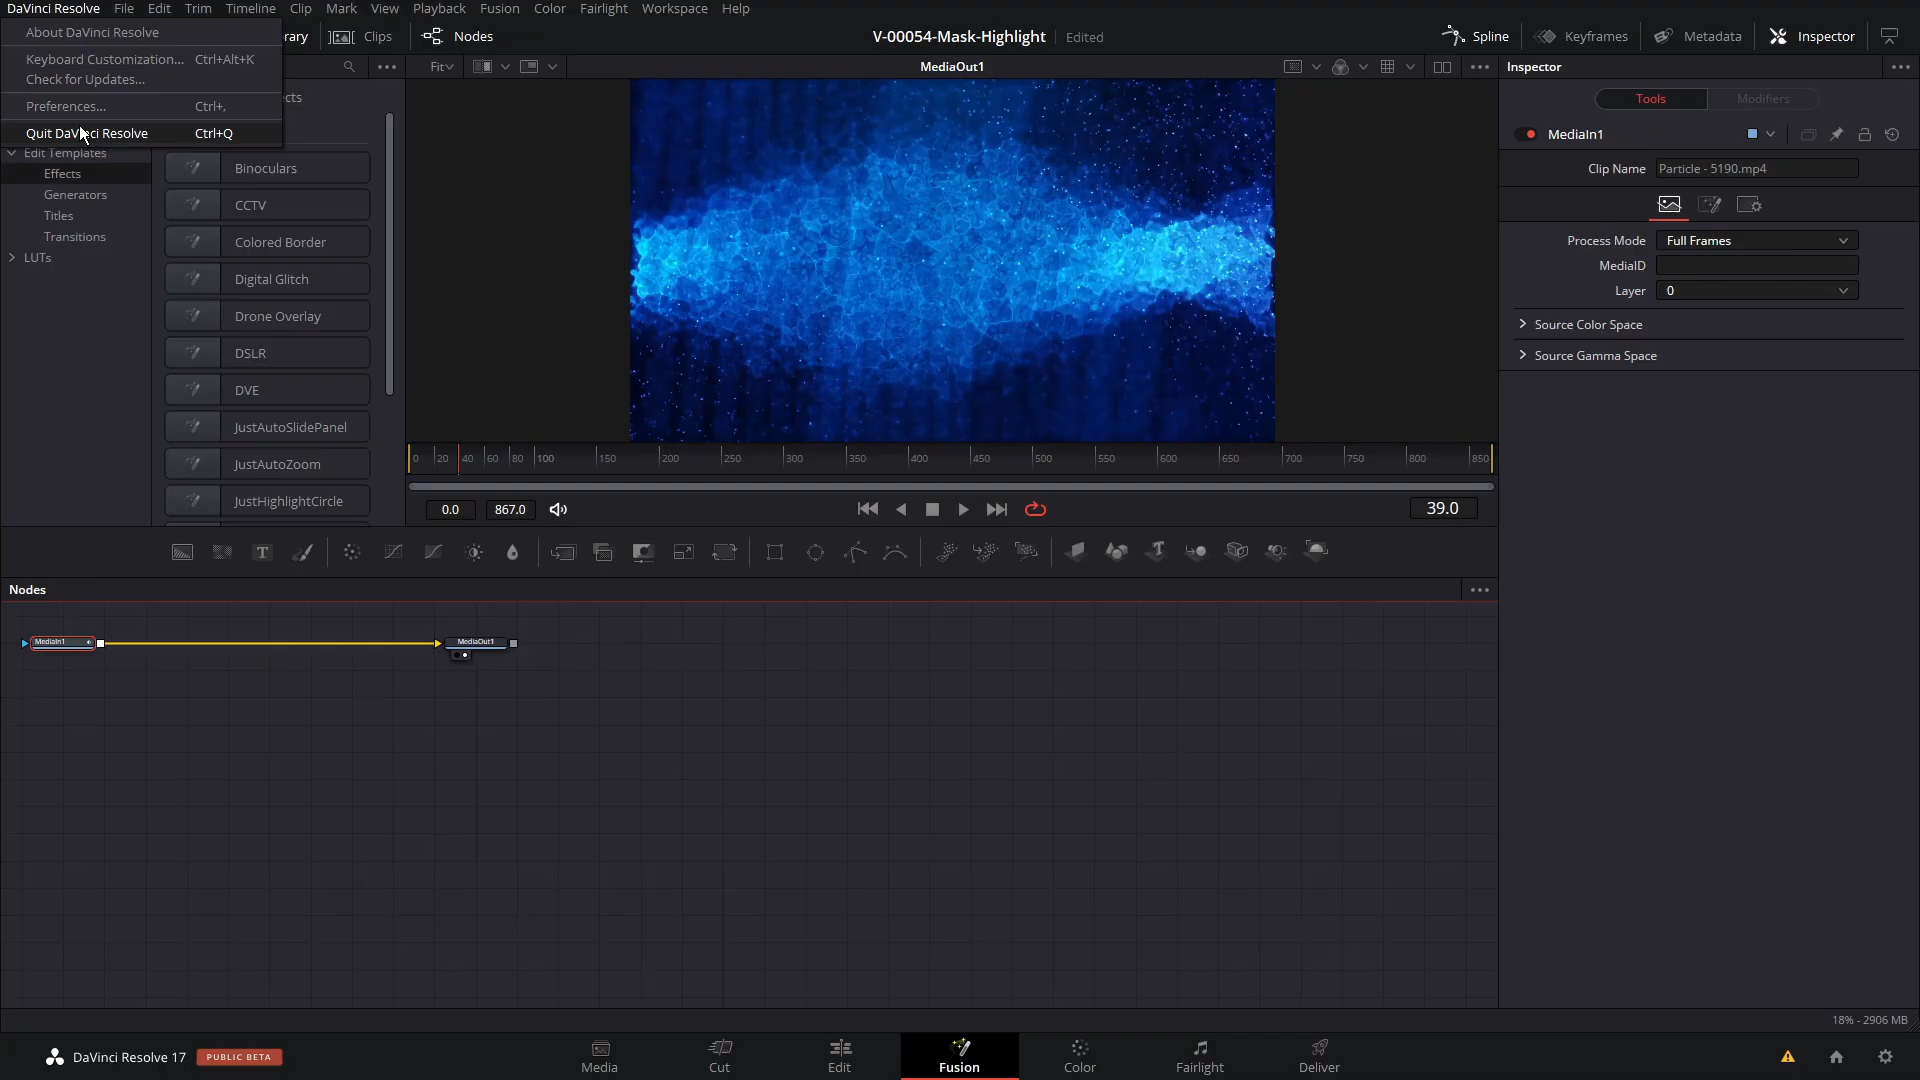 DaVinci Resolve File Edit Trim Timeline Clip Mark View Playback Fusion Color Fairlight Workspace Help
About DaVinci Resolve
Keyboard Customization... Ctrl+Alt+K
Check for Updates...
Preferences... Ctrl+,
Quit DaVinci Resolve Ctrl+Q
rary Clips Nodes
V-00054-Mask-Highlight Edited
Spline Keyframes Metadata Inspector
Fit MediaOut1
Inspector
cts
Edit Templates
Effects
Generators
Titles
Transitions
LUTs
Binoculars
CCTV
Colored Border
Digital Glitch
Drone Overlay
DSLR
DVE
JustAutoSlidePanel
JustAutoZoom
JustHighlightCircle
Tools Modifiers
MediaIn1
Clip Name Particle - 5190.mp4
Process Mode Full Frames
MediaID
Layer 0
Source Color Space
Source Gamma Space
0 20 40 60 80 100 150 200 250 300 350 400 450 500 550 600 650 700 750 800 850
0.0 867.0 39.0
T
Nodes
MediaIn1 MediaOut1
18% - 2906 MB
DaVinci Resolve 17 PUBLIC BETA
Media Cut Edit Fusion Color Fairlight Deliver